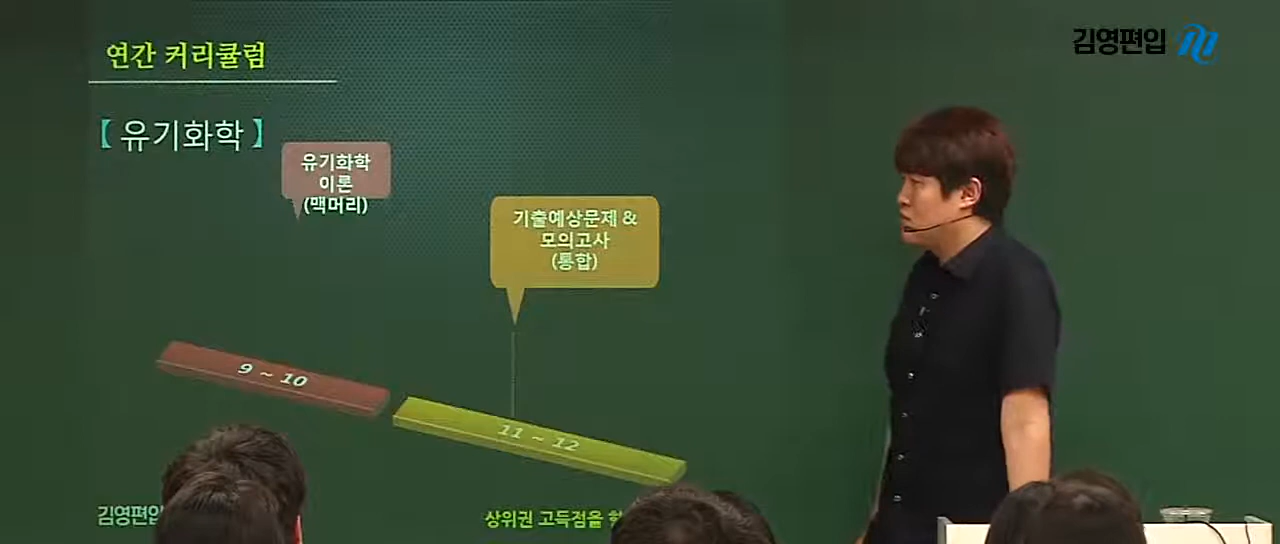 연간 커리큘럼
김영편입
【 유기화학 】
유기화학
이론
(맥머리)
기출예상문제 &
모의고사
(통합)
9 ~ 10
11 ~ 12
김영편입
상위권 고득점을